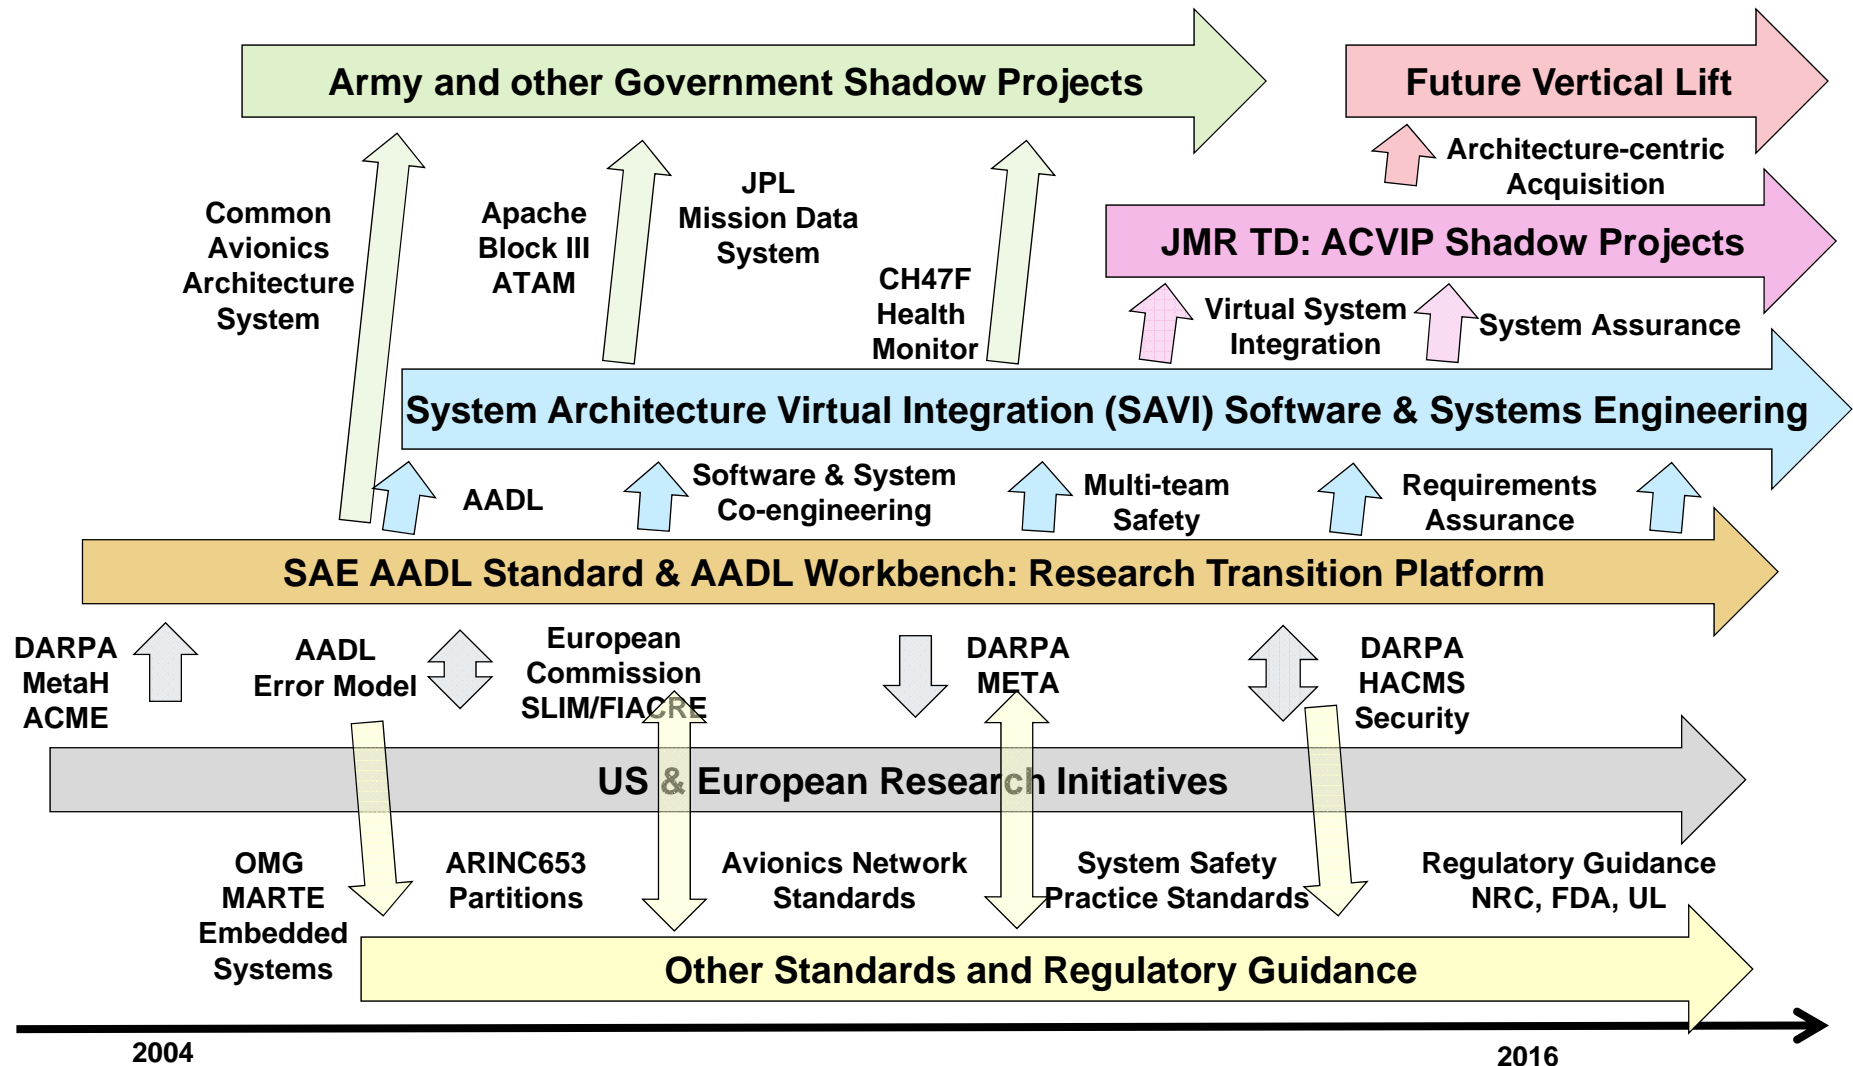 Army and other Government Shadow Projects
Future Vertical Lift
Architecture-centric
Acquisition
Common
Avionics
Architecture
System
Apache
Block III
ATAM
JPL
Mission Data
System
CH47F
Health
Monitor
JMR TD: ACVIP Shadow Projects
Virtual System
Integration
System Assurance
System Architecture Virtual Integration (SAVI) Software & Systems Engineering
AADL
Software & System
Co-engineering
Multi-team
Safety
Requirements
Assurance
SAE AADL Standard & AADL Workbench: Research Transition Platform
DARPA
MetaH
ACME
AADL
Error Model
European
Commission
SLIM/FIACRE
DARPA
META
DARPA
HACMS
Security
US & European Research Initiatives
OMG
MARTE
Embedded
Systems
ARINC653
Partitions
Avionics Network
Standards
System Safety
Practice Standards
Regulatory Guidance
NRC, FDA, UL
Other Standards and Regulatory Guidance
2004
2016